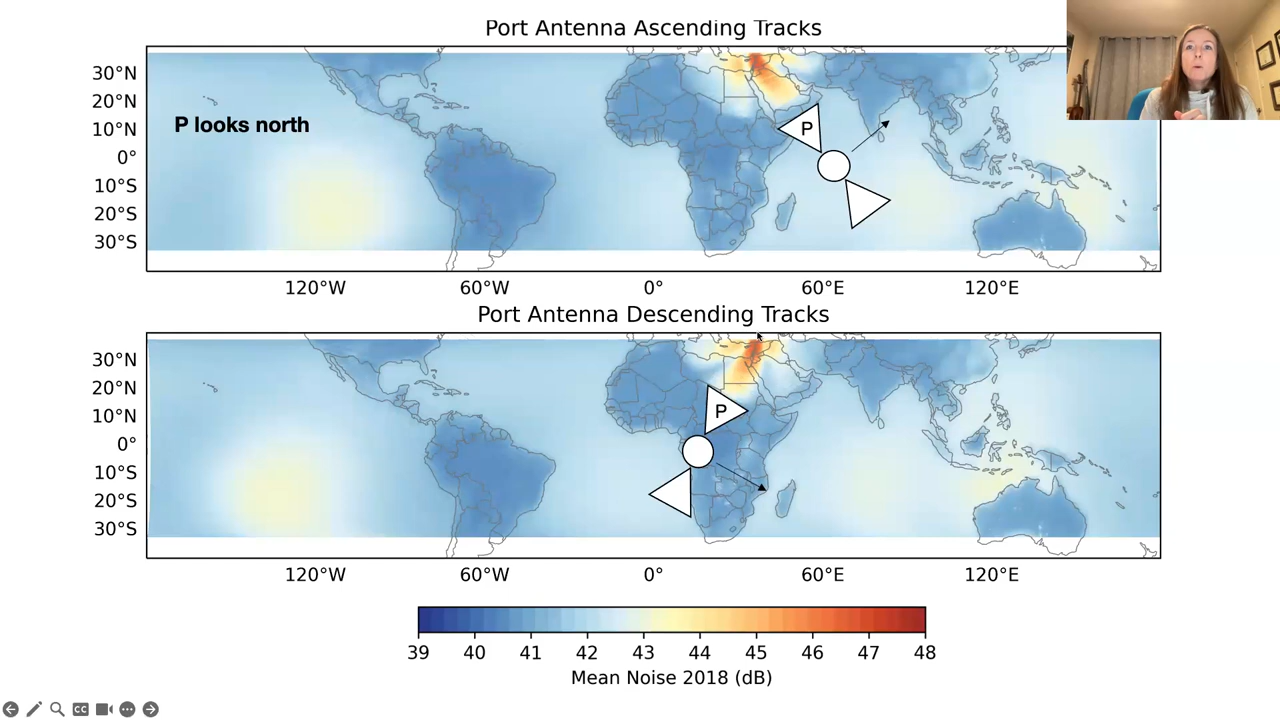 Port Antenna Ascending Tracks
30°N
20°N
10°N
0°
10°S
20°S
30°S
P looks north
P
120°W 60°W 0° 60°E 120°E
Port Antenna Descending Tracks
30°N
20°N
10°N
0°
10°S
20°S
30°S
P
120°W 60°W 0° 60°E 120°E
39 40 41 42 43 44 45 46 47 48
Mean Noise 2018 (dB)
CC